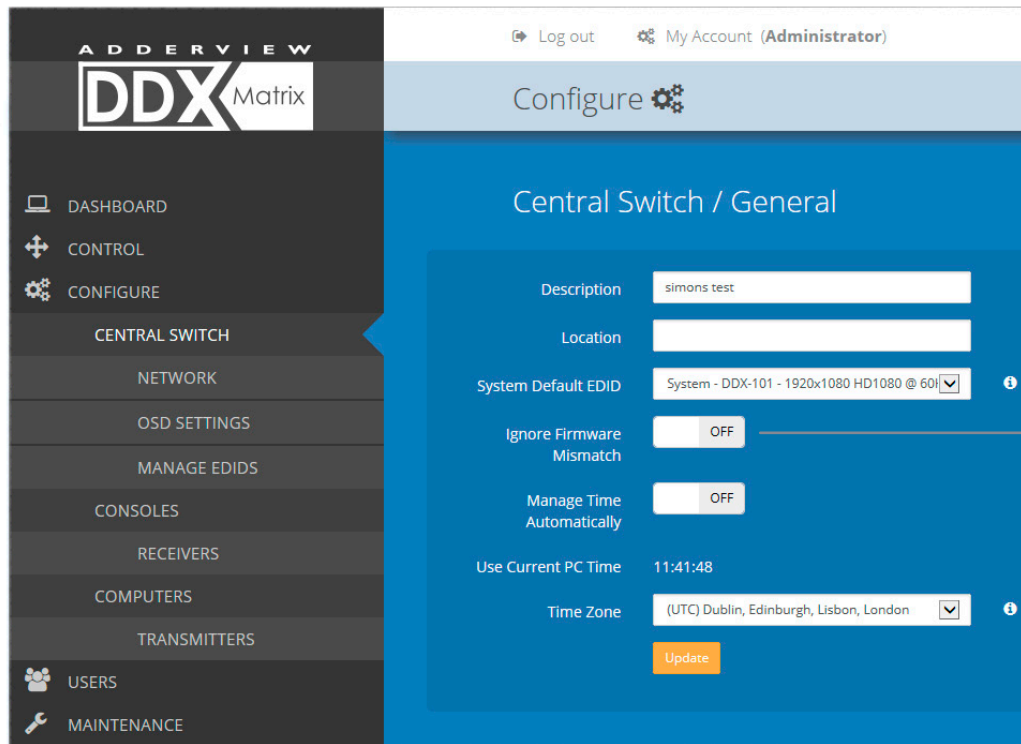 ADDERVIEW
DDX Matrix
Log out My Account (Administrator)
Configure
DASHBOARD
CONTROL
CONFIGURE
CENTRAL SWITCH
NETWORK
OSD SETTINGS
MANAGE EDIDS
CONSOLES
RECEIVERS
COMPUTERS
TRANSMITTERS
USERS
MAINTENANCE
Central Switch / General
Description simons test
Location
System Default EDID System - DDX-101 - 1920x1080 HD1080 @ 60
Ignore Firmware OFF
Mismatch
Manage Time OFF
Automatically
Use Current PC Time 11:41:48
Time Zone (UTC) Dublin, Edinburgh, Lisbon, London
Update